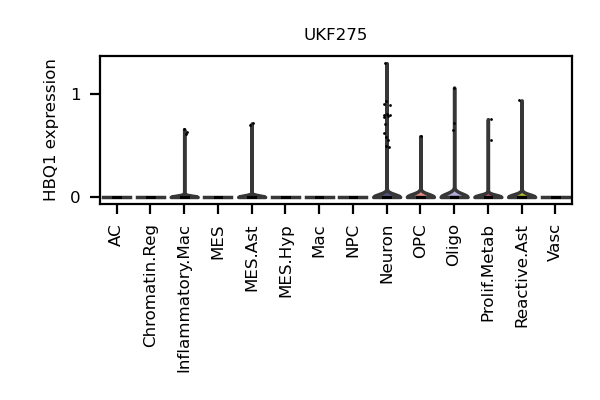 UKF275
HBQ1 expression
1
0
AC
Chromatin.Reg
Inflammatory.Mac
MES
MES.Ast
MES.Hyp
Mac
NPC
Neuron
OPC
Oligo
Prolif.Metab
Reactive.Ast
Vasc